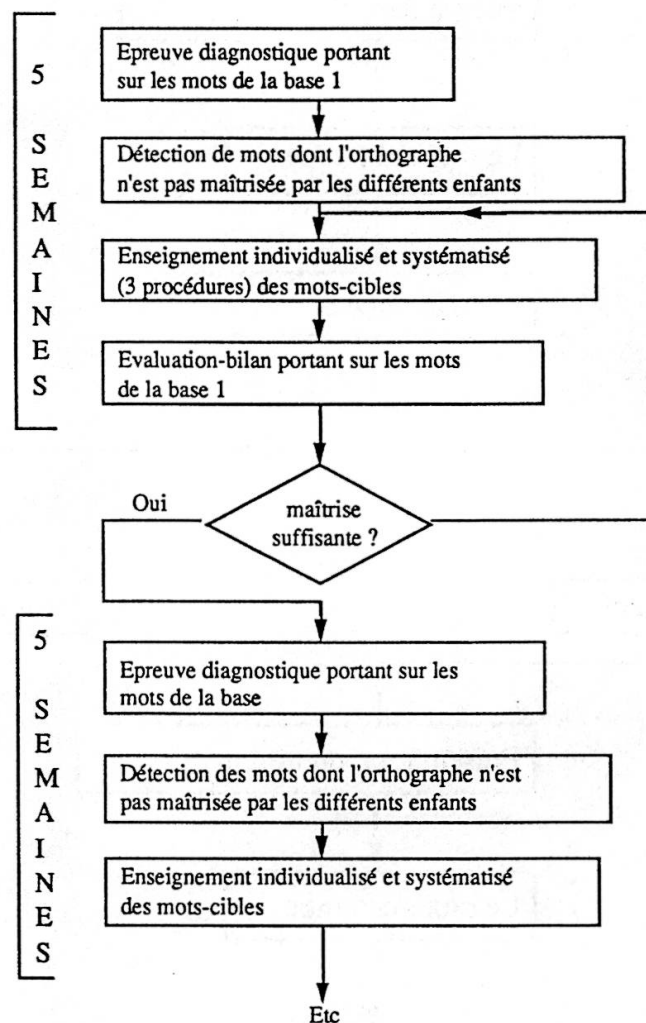 5
SEMAINES
Epreuve diagnostique portant
sur les mots de la base 1
Détection de mots dont l'orthographe
n'est pas maîtrisée par les différents enfants
Enseignement individualisé et systématisé
(3 procédures) des mots-cibles
Evaluation-bilan portant sur les mots
de la base 1
Oui
maîtrise
suffisante ?
5
SEMAINES
Epreuve diagnostique portant sur les
mots de la base
Détection des mots dont l'orthographe n'est
pas maîtrisée par les différents enfants
Enseignement individualisé et systématisé
des mots-cibles
Etc